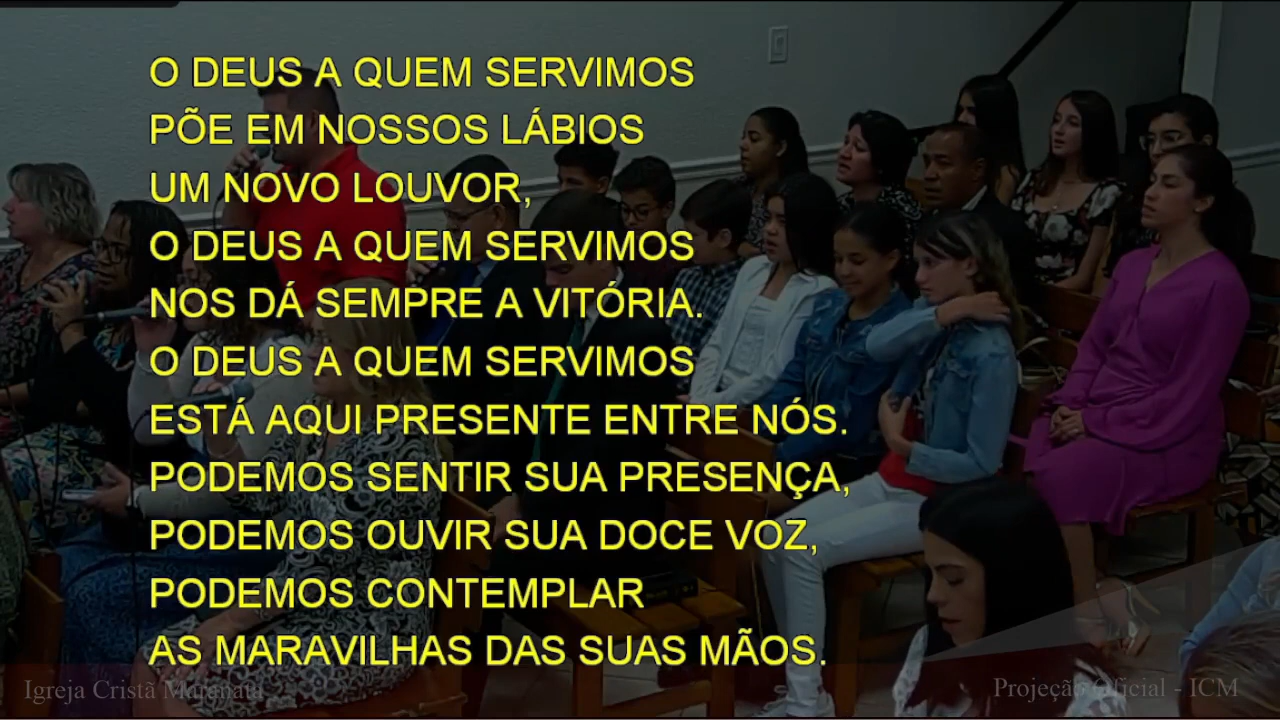 O DEUS A QUEM SERVIMOS
PÕE EM NOSSOS LÁBIOS
UM NOVO LOUVOR,
O DEUS A QUEM SERVIMOS
NOS DÁ SEMPRE A VITÓRIA.
O DEUS A QUEM SERVIMOS
ESTÁ AQUI PRESENTE ENTRE NÓS.
PODEMOS SENTIR SUA PRESENÇA,
PODEMOS OUVIR SUA DOCE VOZ,
PODEMOS CONTEMPLAR
AS MARAVILHAS DAS SUAS MÃOS.
Igreja Cristã Maranata
Projeção Oficial - ICM